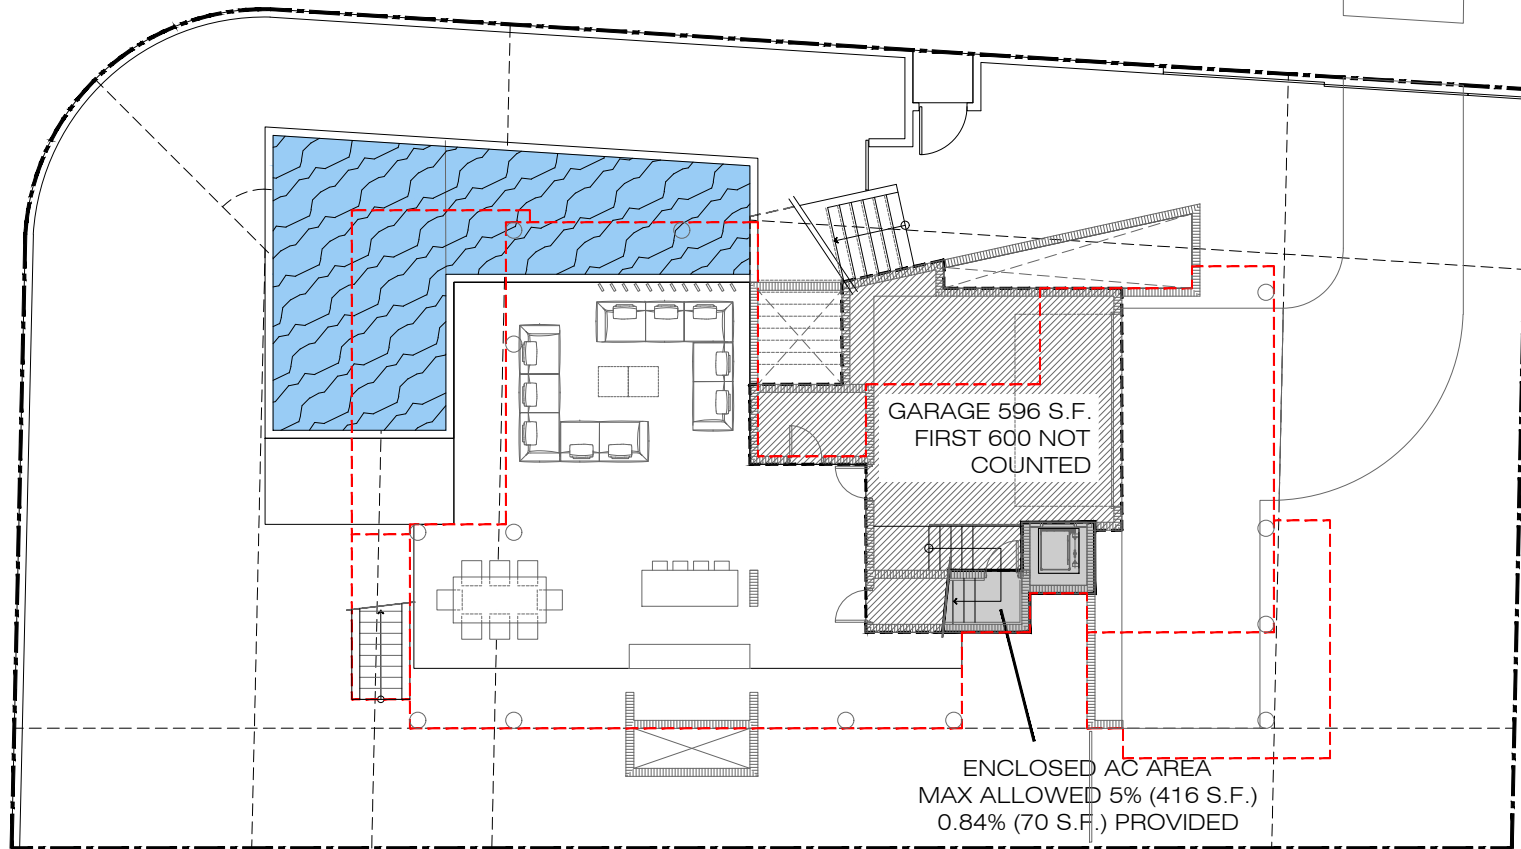 GARAGE 596 S.F.
FIRST 600 NOT
COUNTED
ENCLOSED AC AREA
MAX ALLOWED 5% (416 S.F.)
0.84% (70 S.F.) PROVIDED